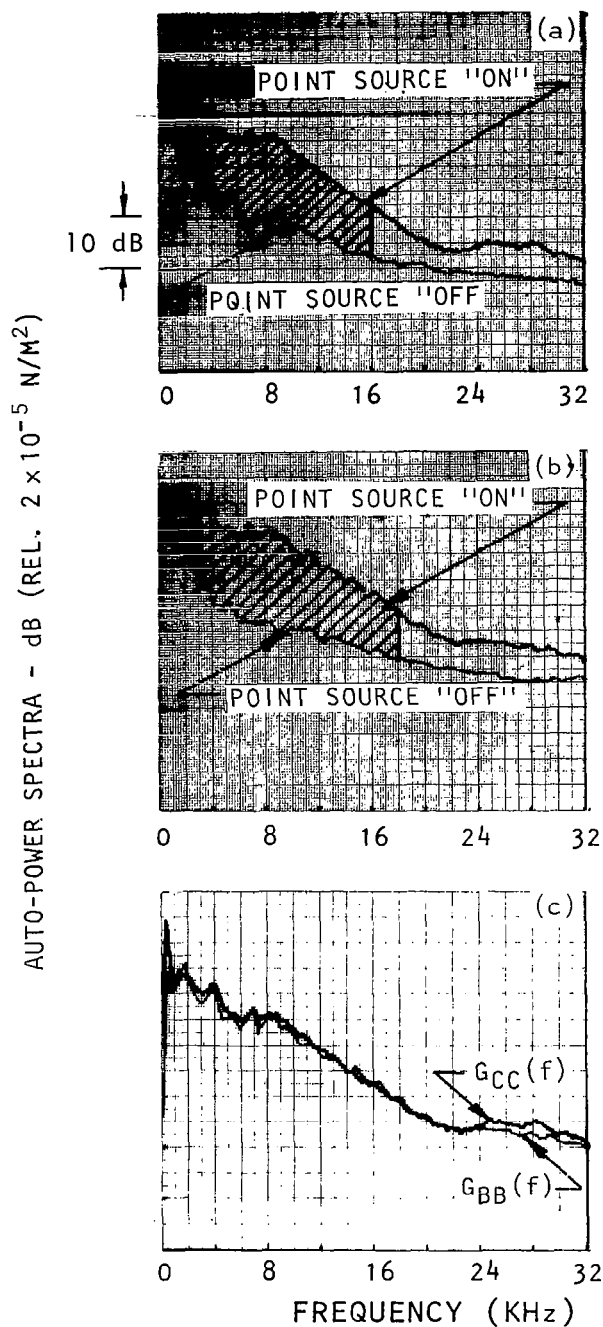 (a)
POINT SOURCE "ON"
10 dB
POINT SOURCE "OFF
0 8 16 24 32
(b)
POINT SOURCE "ON"
POINT SOURCE "OFF"
0 8 16 24 32
(c)
G_CC(f)
G_BB(f)
0 8 16 24 32
FREQUENCY (KHz)
AUTO-POWER SPECTRA - dB (REL. 2 x 10⁻⁵ N/M²)